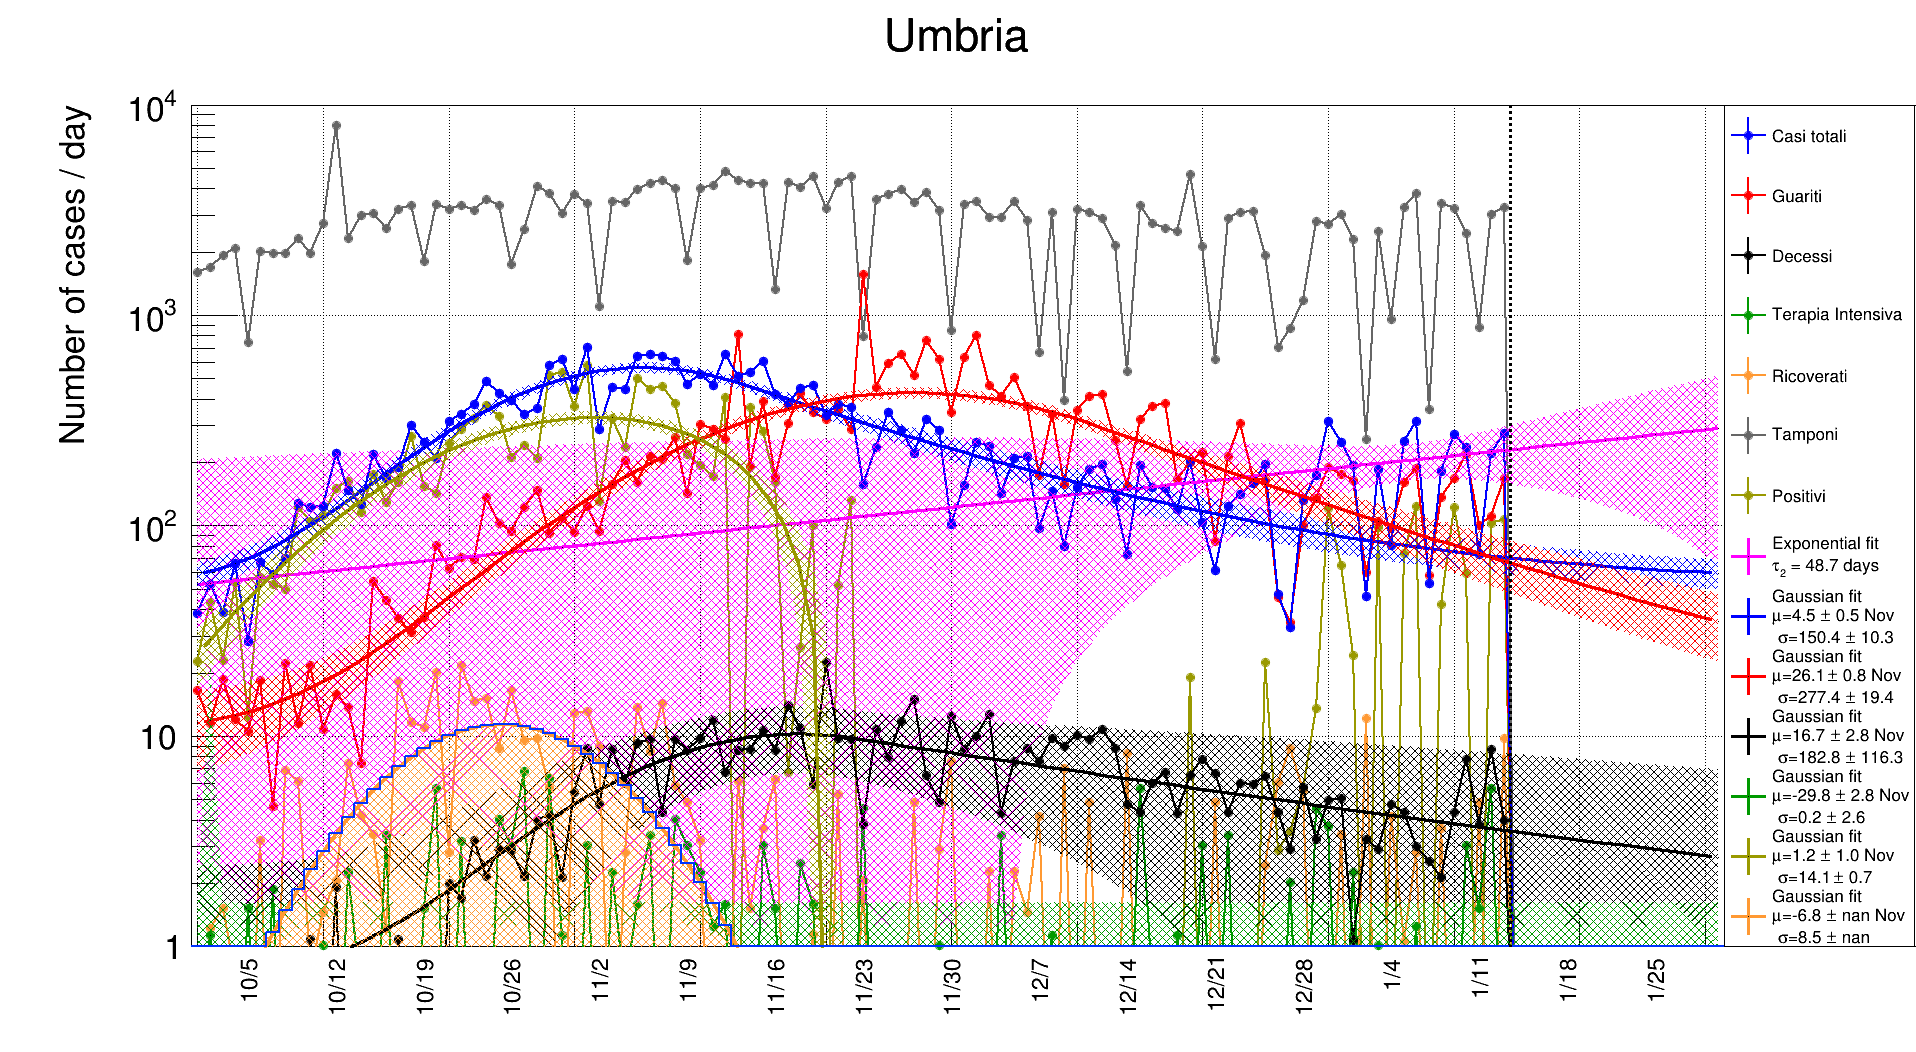 Umbria
Number of cases / day
10⁴
10³
10²
10
1
10/5
10/12
10/19
10/26
11/2
11/9
11/16
11/23
11/30
12/7
12/14
12/21
12/28
1/4
1/11
1/18
1/25
Casi totali
Guariti
Decessi
Terapia Intensiva
Ricoverati
Tamponi
Positivi
Exponential fit
τ₂ = 48.7 days
Gaussian fit
μ=4.5 ± 0.5 Nov
σ=150.4 ± 10.3
Gaussian fit
μ=26.1 ± 0.8 Nov
σ=277.4 ± 19.4
Gaussian fit
μ=16.7 ± 2.8 Nov
σ=182.8 ± 116.3
Gaussian fit
μ=-29.8 ± 2.8 Nov
σ=0.2 ± 2.6
Gaussian fit
μ=1.2 ± 1.0 Nov
σ=14.1 ± 0.7
Gaussian fit
μ=-6.8 ± nan Nov
σ=8.5 ± nan